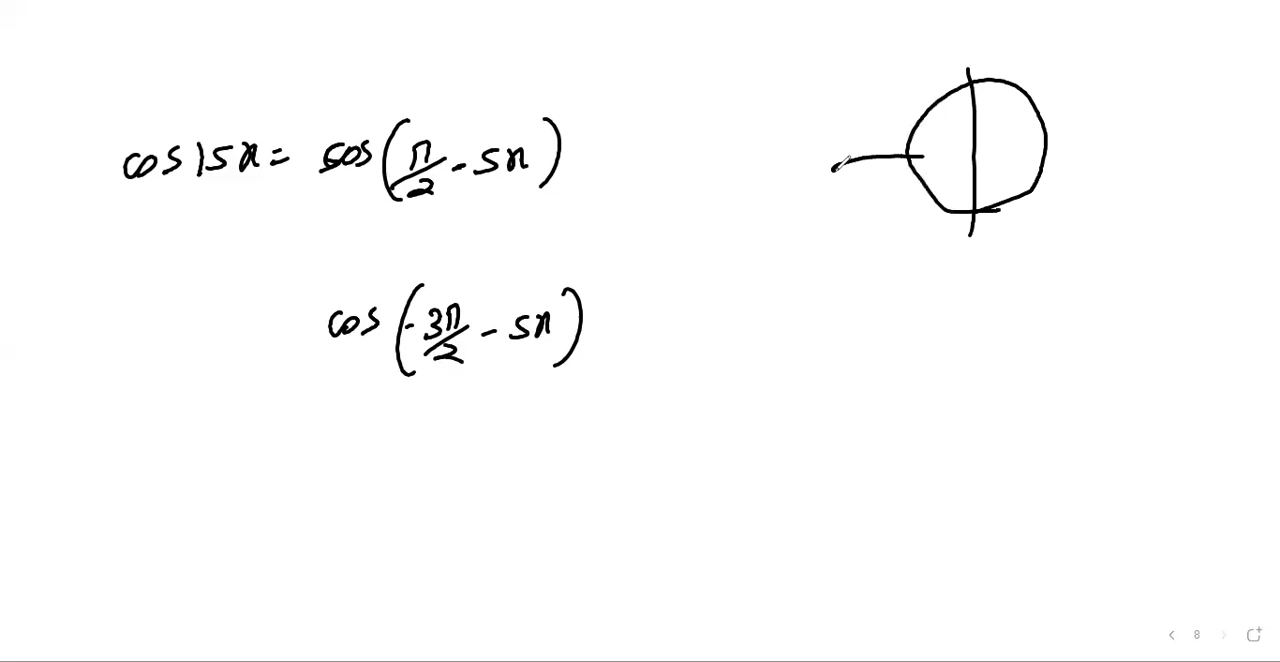 cos 15x = cos(π/2 - 5x)
cos(-3π/2 - 5x)
8